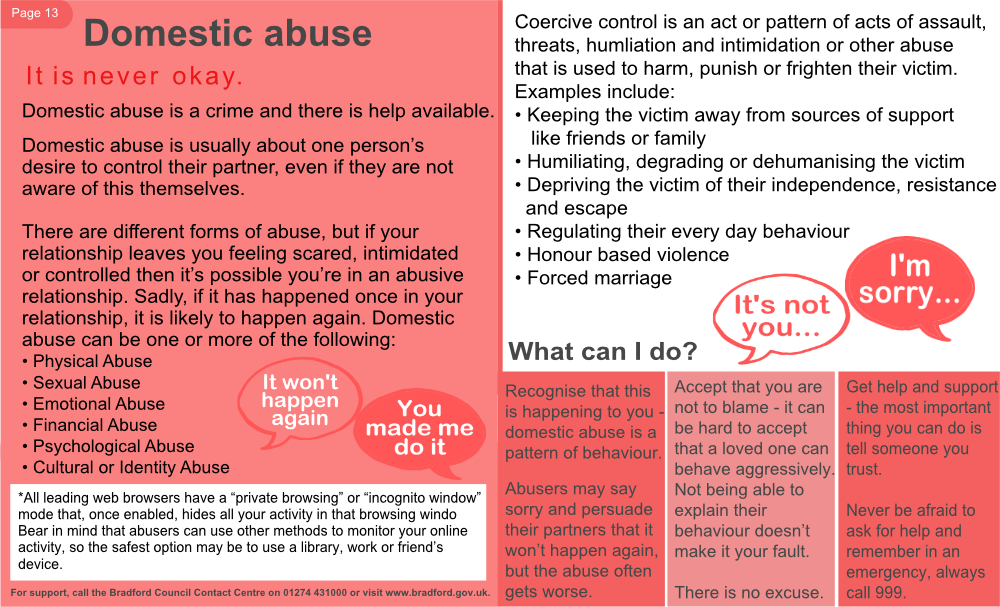 Page 13
Domestic abuse
It is never okay.
Domestic abuse is a crime and there is help available.
Domestic abuse is usually about one person's
desire to control their partner, even if they are not
aware of this themselves.
There are different forms of abuse, but if your
relationship leaves you feeling scared, intimidated
or controlled then it's possible you're in an abusive
relationship. Sadly, if it has happened once in your
relationship, it is likely to happen again. Domestic
abuse can be one or more of the following:
• Physical Abuse
• Sexual Abuse
• Emotional Abuse
• Financial Abuse
• Psychological Abuse
• Cultural or Identity Abuse
It won't
happen
again
You
made me
do it
*All leading web browsers have a “private browsing” or “incognito window”
mode that, once enabled, hides all your activity in that browsing windo
Bear in mind that abusers can use other methods to monitor your online
activity, so the safest option may be to use a library, work or friend's
device.
For support, call the Bradford Council Contact Centre on 01274 431000 or visit www.bradford.gov.uk.
Coercive control is an act or pattern of acts of assault,
threats, humliation and intimidation or other abuse
that is used to harm, punish or frighten their victim.
Examples include:
• Keeping the victim away from sources of support
like friends or family
• Humiliating, degrading or dehumanising the victim
• Depriving the victim of their independence, resistance
and escape
• Regulating their every day behaviour
• Honour based violence
• Forced marriage
It's not
you...
I'm
sorry...
What can I do?
Recognise that this
is happening to you -
domestic abuse is a
pattern of behaviour.
Abusers may say
sorry and persuade
their partners that it
won't happen again,
but the abuse often
gets worse.
Accept that you are
not to blame - it can
be hard to accept
that a loved one can
behave aggressively.
Not being able to
explain their
behaviour doesn't
make it your fault.
There is no excuse.
Get help and support
- the most important
thing you can do is
tell someone you
trust.
Never be afraid to
ask for help and
remember in an
emergency, always
call 999.